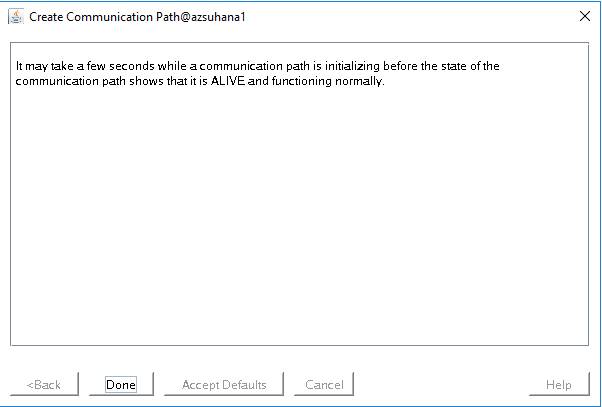 Create Communication Path@azsuhana1
It may take a few seconds while a communication path is initializing before the state of the
communication path shows that it is ALIVE and functioning normally.
<Back Done Accept Defaults Cancel Help